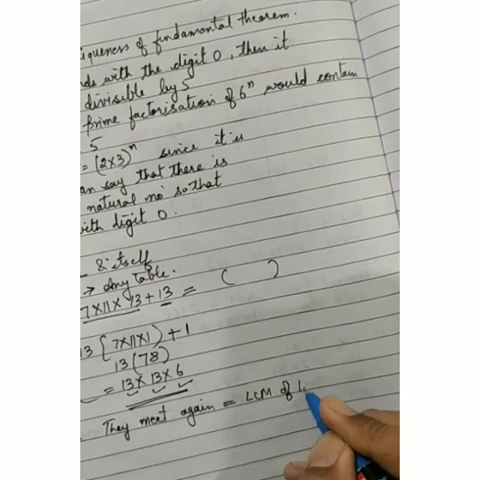 iqueness of fundamental theorem.
nds with the digit 0, then it
divisible by 5
prime factorisation of 6ⁿ would contain
5
= (2×3)ⁿ since it is
an say that there is
natural no so that
ith digit 0.
& itself
→ Any table.
7×11×13+13 = ( )
13 (7×11×1) + 1
13 (78)
= 13 × 13 × 6
They meet again = LCM of 1